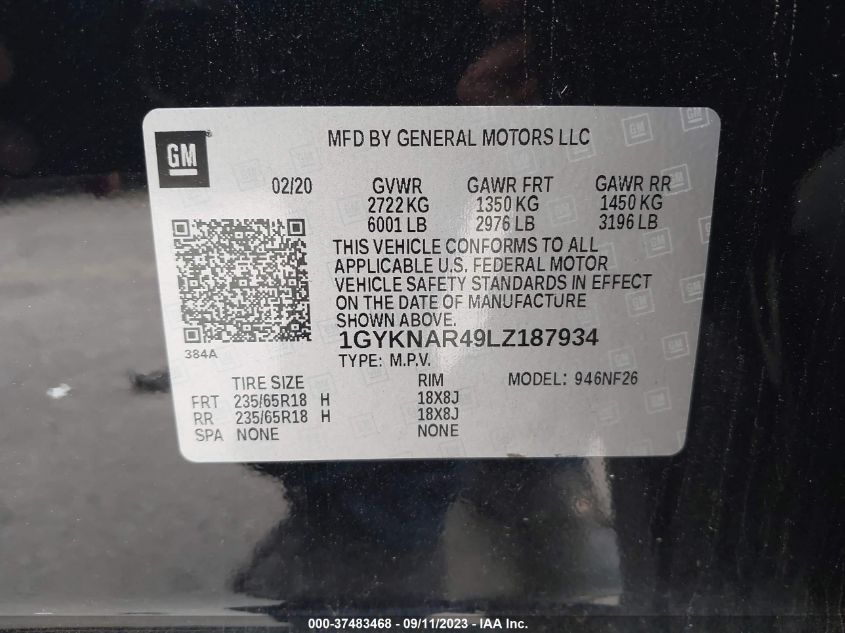 GM
MFD BY GENERAL MOTORS LLC
02/20 GVWR GAWR FRT GAWR RR
2722 KG 1350 KG 1450 KG
6001 LB 2976 LB 3196 LB
THIS VEHICLE CONFORMS TO ALL
APPLICABLE U.S. FEDERAL MOTOR
VEHICLE SAFETY STANDARDS IN EFFECT
ON THE DATE OF MANUFACTURE
SHOWN ABOVE.
384A
1GYKNAR49LZ187934
TYPE: M.P.V.
TIRE SIZE RIM MODEL: 946NF26
FRT 235/65R18 H 18X8J
RR 235/65R18 H 18X8J
SPA NONE NONE
000-37483468 - 09/11/2023 - IAA Inc.